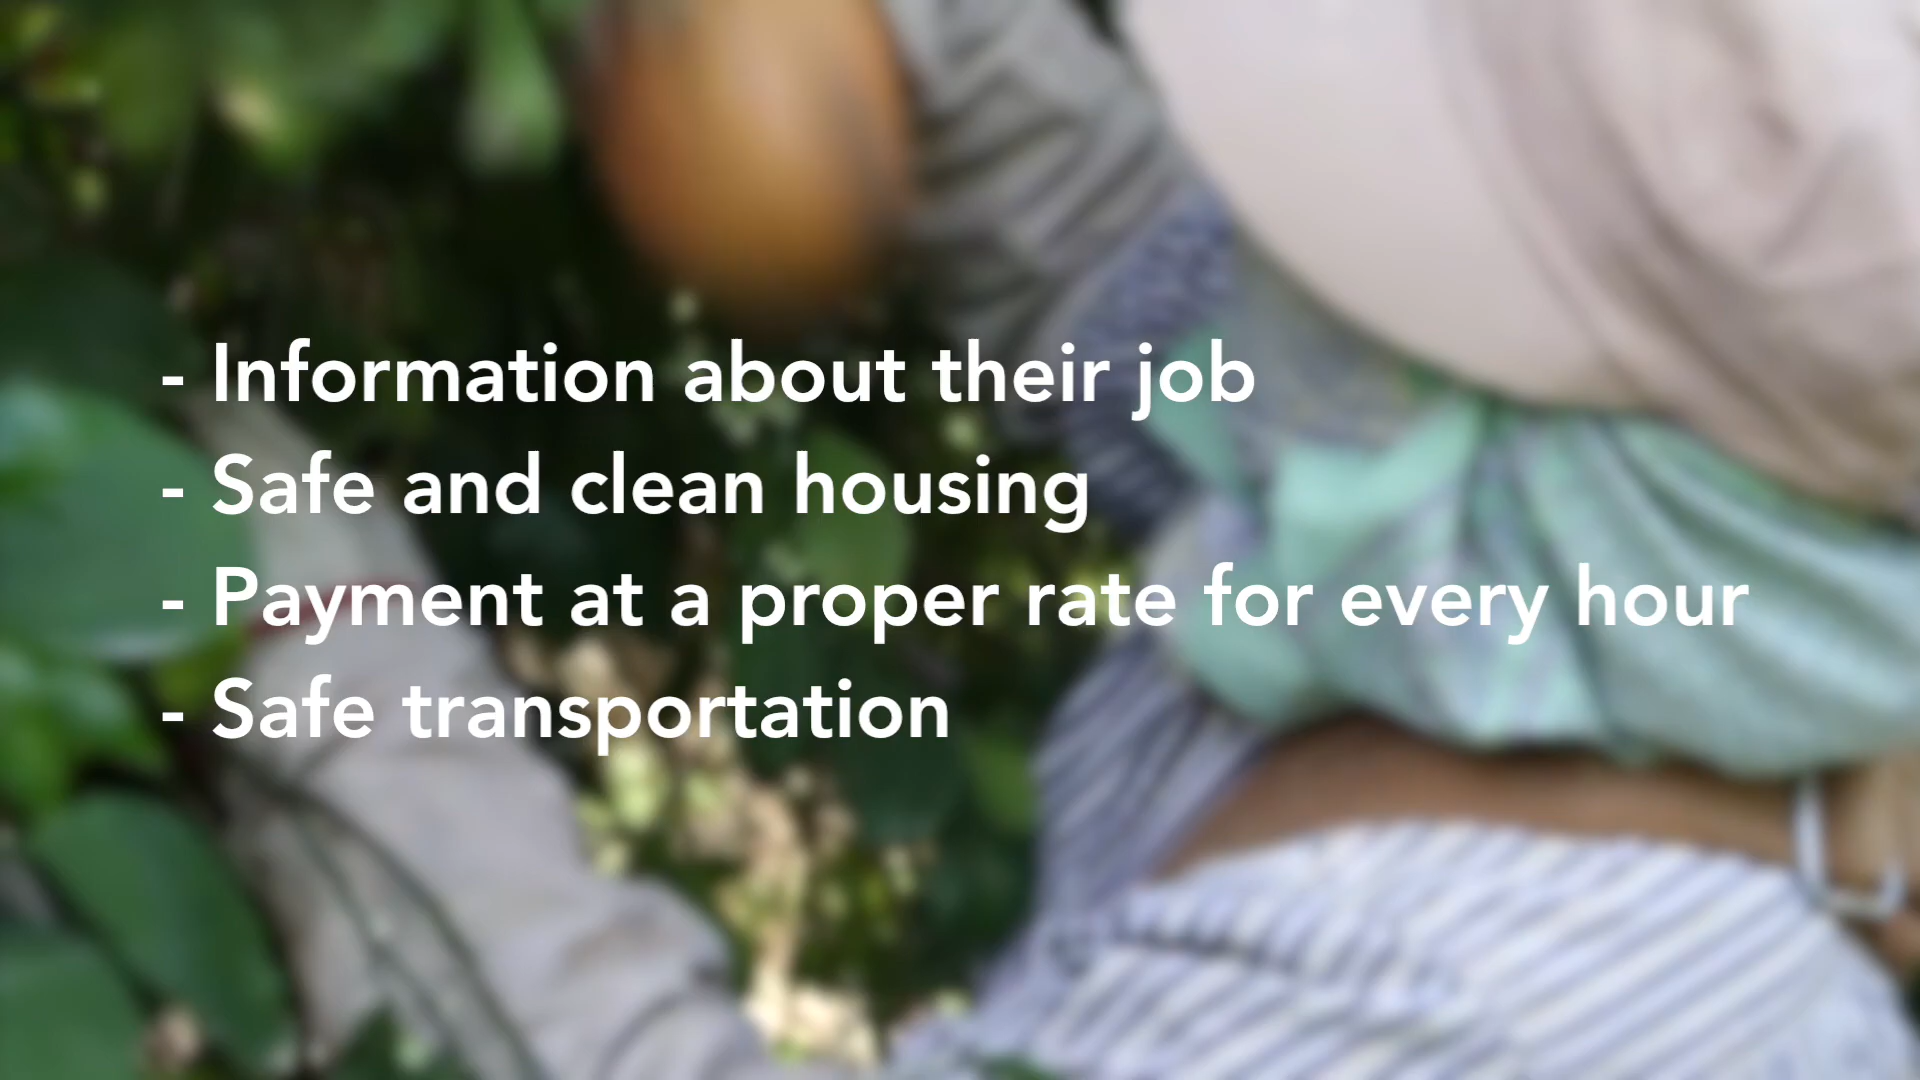 - Information about their job
- Safe and clean housing
- Payment at a proper rate for every hour
- Safe transportation